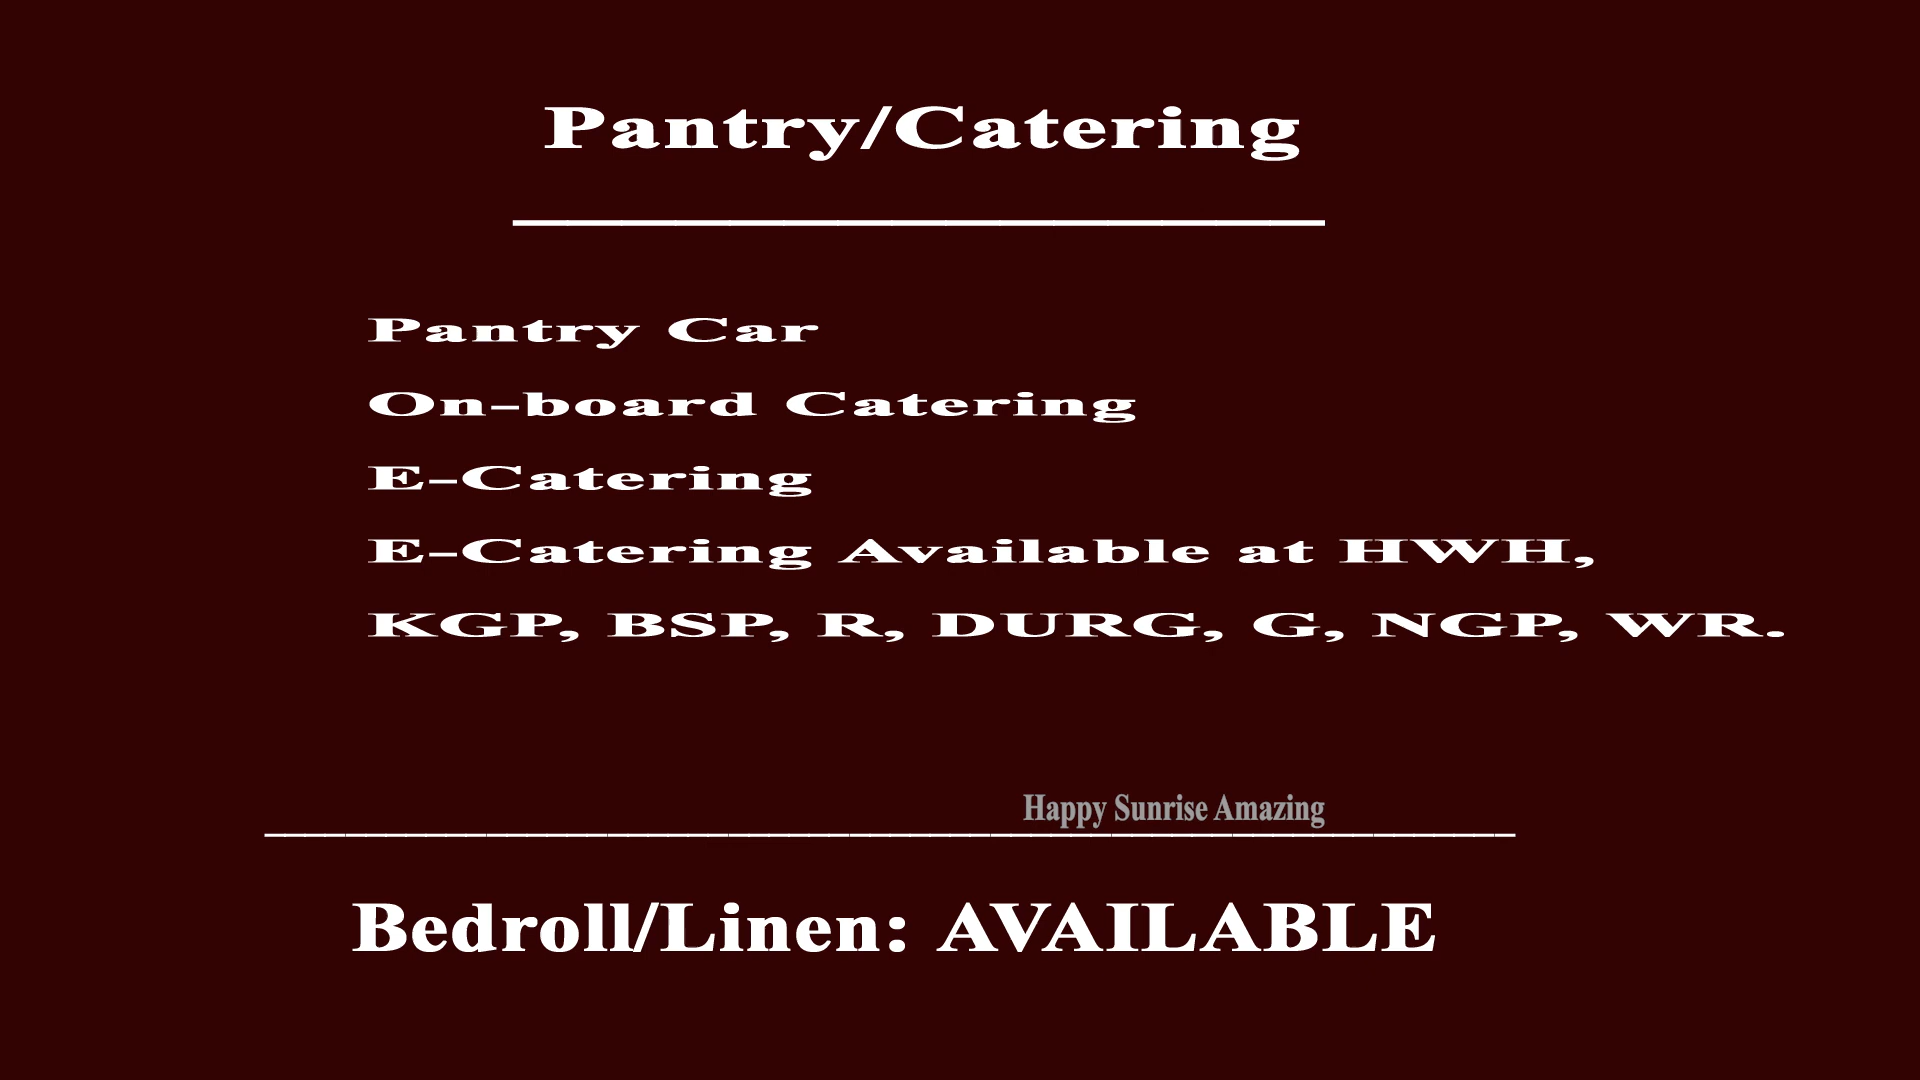 Pantry/Catering
Pantry Car
On-board Catering
E-Catering
E-Catering Available at HWH,
KGP, BSP, R, DURG, G, NGP, WR.
Happy Sunrise Amazing
Bedroll/Linen: AVAILABLE